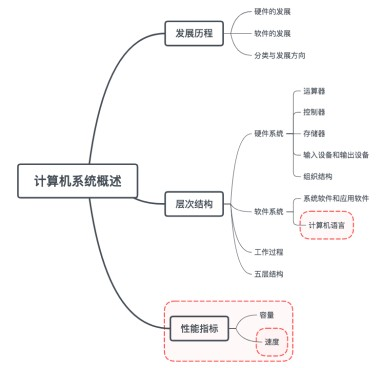 硬件的发展
发展历程
软件的发展
分类与发展方向
运算器
控制器
硬件系统
存储器
输入设备和输出设备
组织结构
计算机系统概述
层次结构
系统软件和应用软件
软件系统
计算机语言
工作过程
五层结构
容量
性能指标
速度